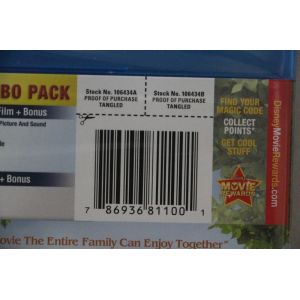 BO PACK
Film + Bonus
Picture And Sound
+ Bonus
Stock No. 106434A
PROOF OF PURCHASE
TANGLED
Stock No. 106434B
PROOF OF PURCHASE
TANGLED
7 86936 81100 1
FIND YOUR
MAGIC CODE
COLLECT
POINTS*
GET COOL
STUFF
DISNEY
MOVIE
REWARDS
DisneyMovieRewards.com
ovie The Entire Family Can Enjoy Together"